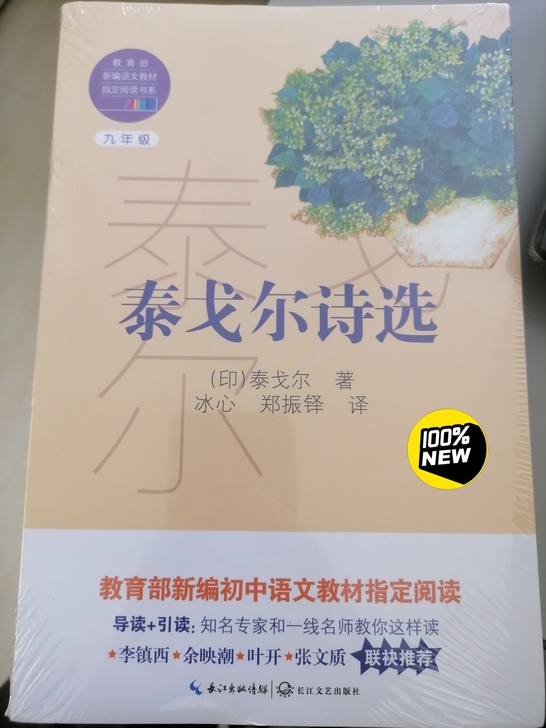 教育部
新编语文教材
指定阅读书系
九年级
泰戈尔
泰戈尔诗选
(印)泰戈尔 著
冰心 郑振铎 译
100%
NEW
教育部新编初中语文教材指定阅读
导读+引读:知名专家和一线名师教你这样读
★李镇西★余映潮★叶开★张文质 联袂推荐
长江出版传媒 长江文艺出版社